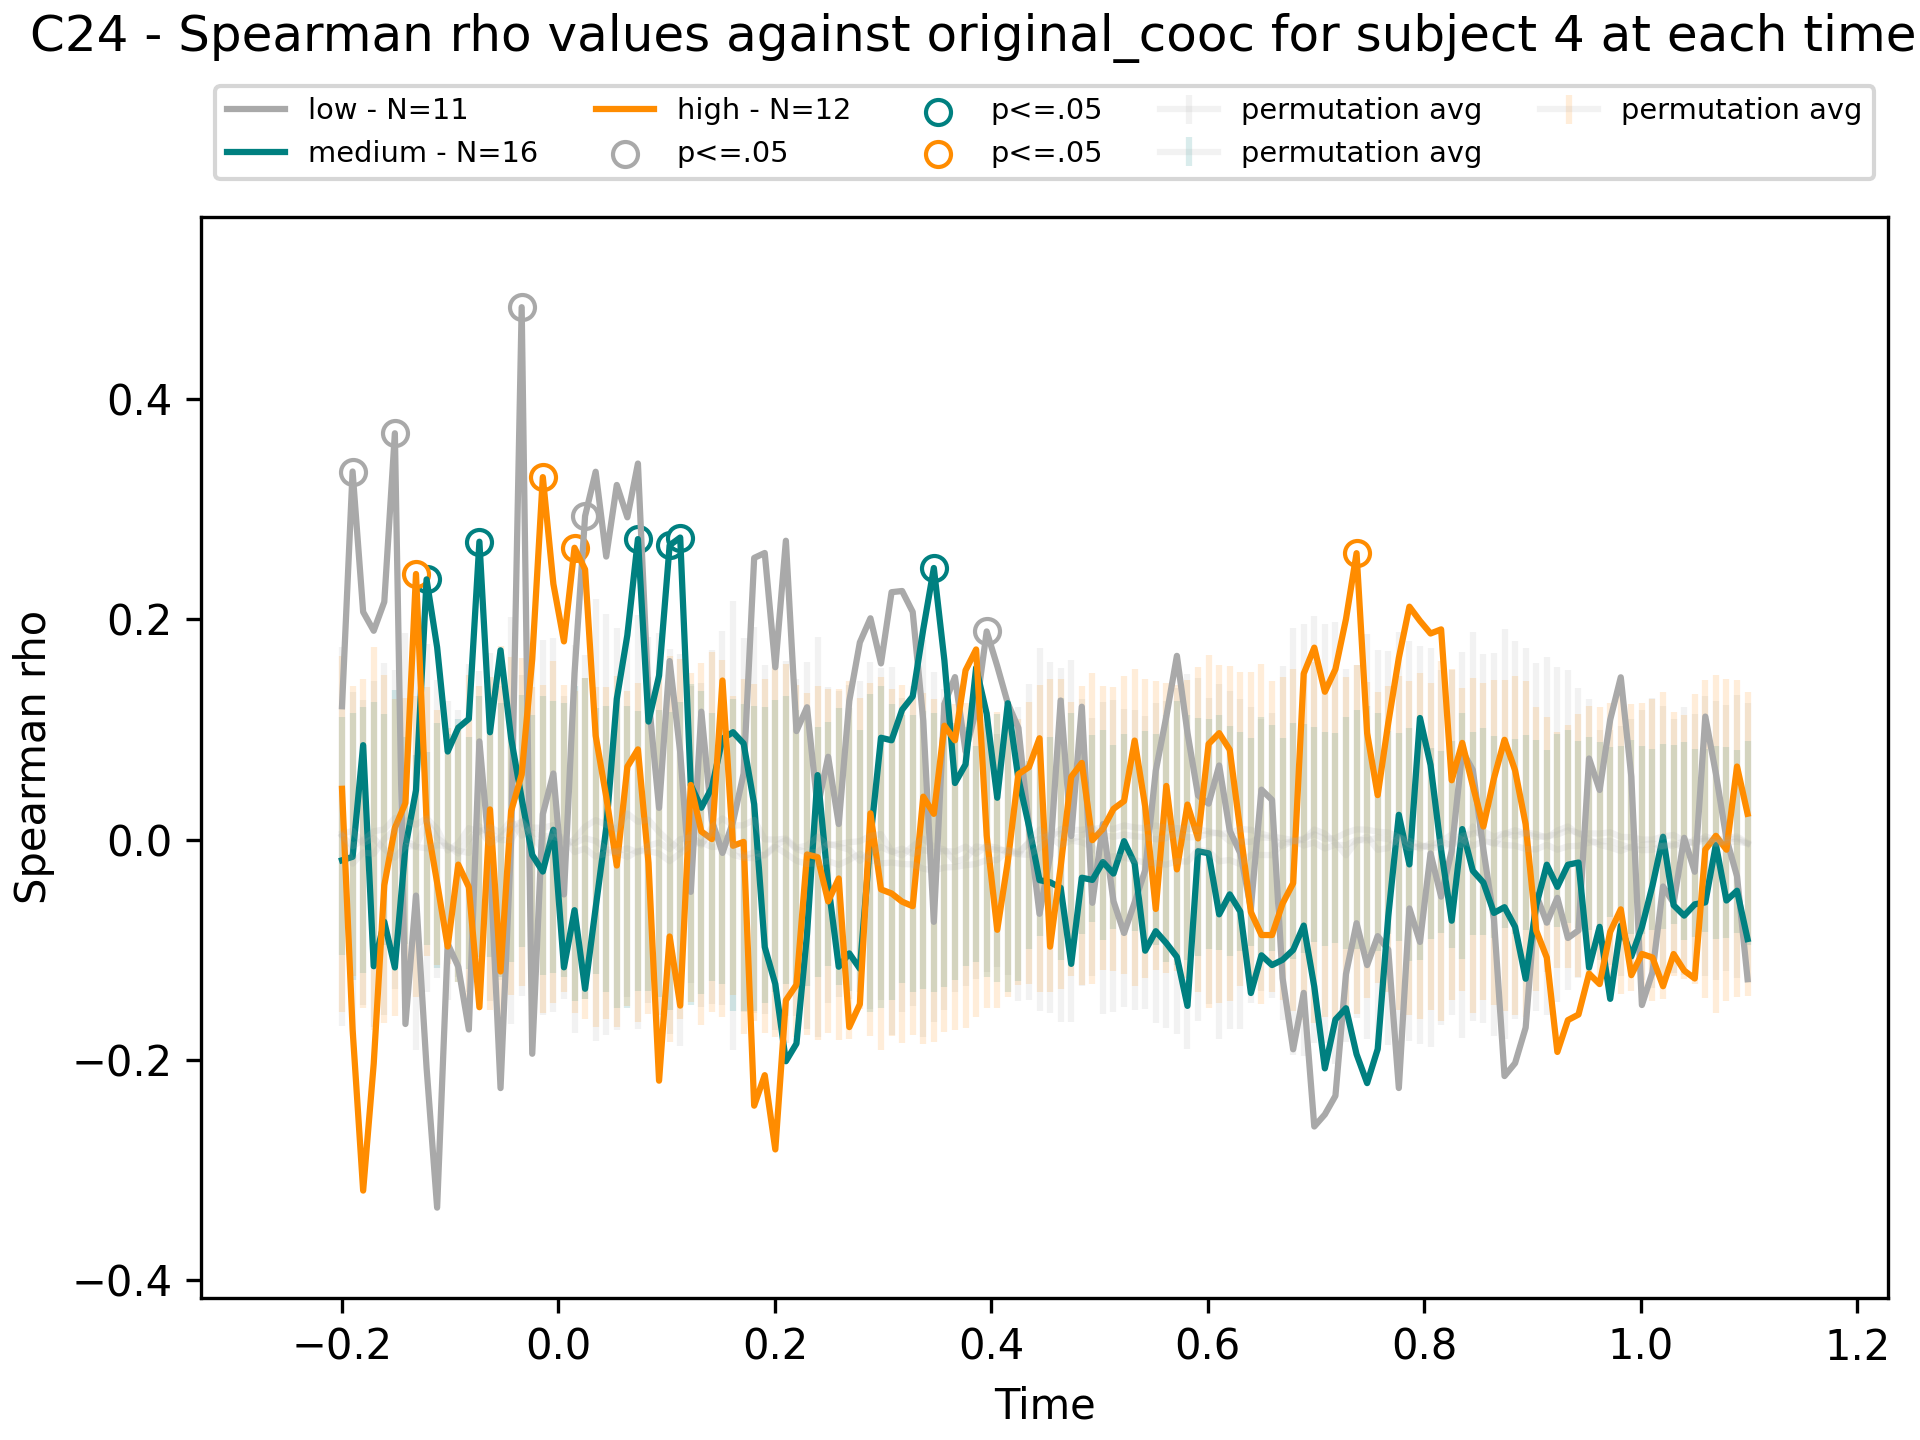 C24 - Spearman rho values against original_cooc for subject 4 at each time
low - N=11
medium - N=16
high - N=12
p<=.05
p<=.05
p<=.05
permutation avg
permutation avg
permutation avg
Spearman rho
0.4
0.2
0.0
−0.2
−0.4
−0.2 0.0 0.2 0.4 0.6 0.8 1.0 1.2
Time